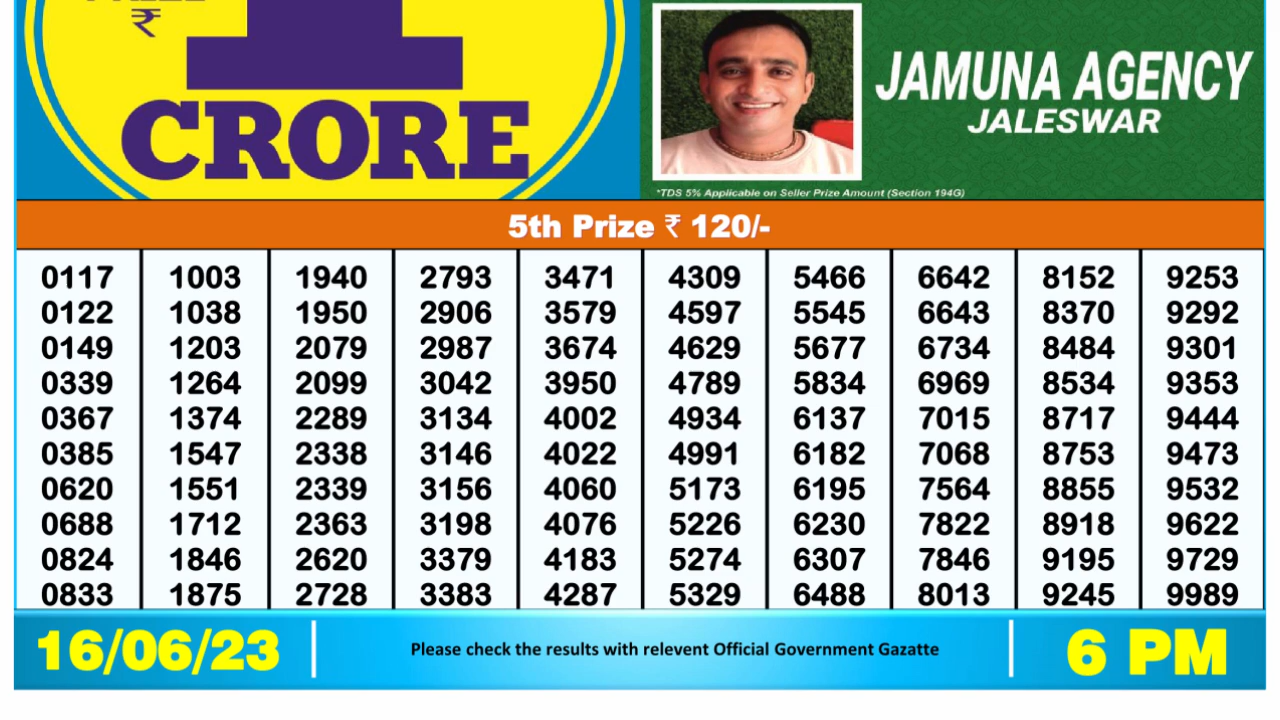 ₹
1
CRORE
JAMUNA AGENCY
JALESWAR
*TDS 5% Applicable on Seller Prize Amount (Section 194G)
5th Prize ₹ 120/-
0117 1003 1940 2793 3471 4309 5466 6642 8152 9253
0122 1038 1950 2906 3579 4597 5545 6643 8370 9292
0149 1203 2079 2987 3674 4629 5677 6734 8484 9301
0339 1264 2099 3042 3950 4789 5834 6969 8534 9353
0367 1374 2289 3134 4002 4934 6137 7015 8717 9444
0385 1547 2338 3146 4022 4991 6182 7068 8753 9473
0620 1551 2339 3156 4060 5173 6195 7564 8855 9532
0688 1712 2363 3198 4076 5226 6230 7822 8918 9622
0824 1846 2620 3379 4183 5274 6307 7846 9195 9729
0833 1875 2728 3383 4287 5329 6488 8013 9245 9989
16/06/23
Please check the results with relevent Official Government Gazatte
6 PM